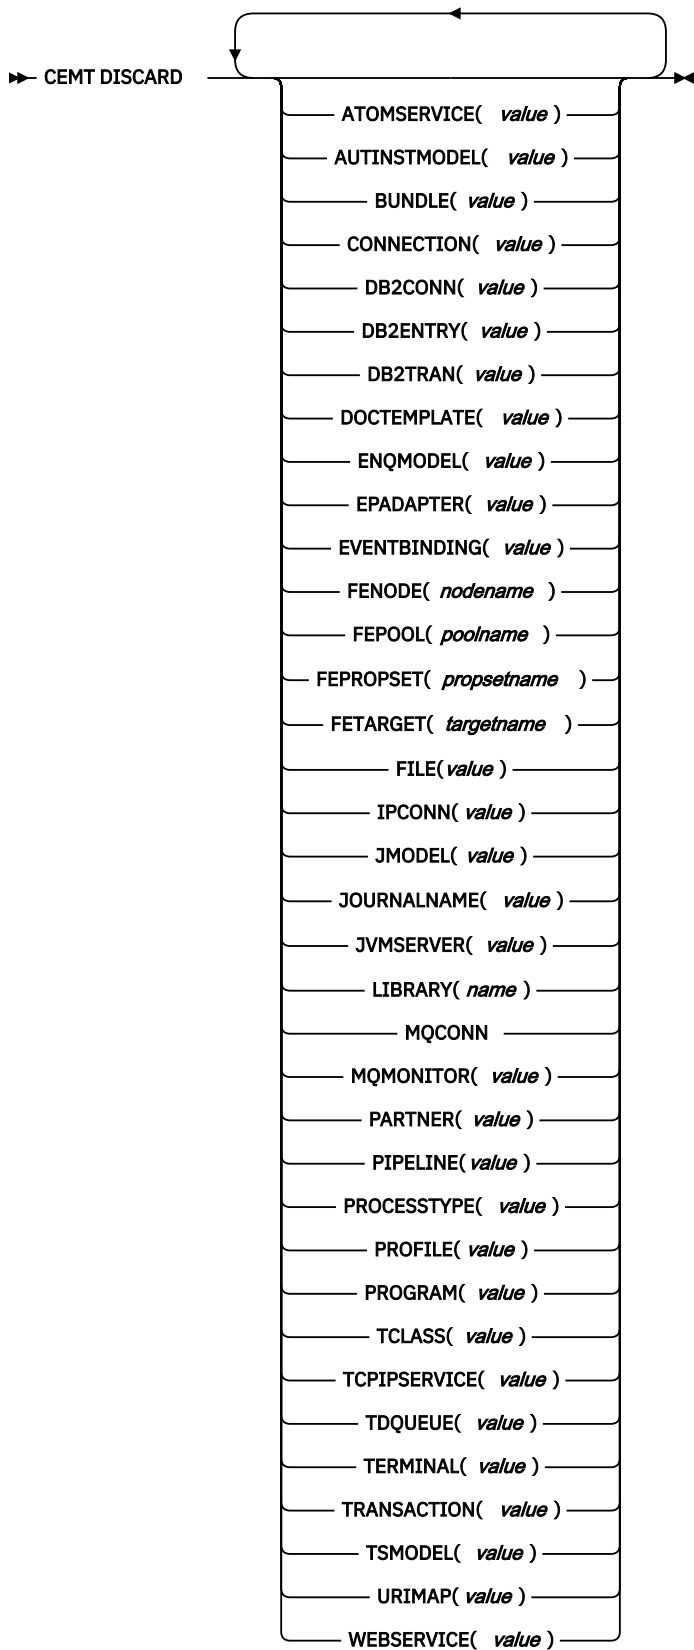 CEMT DISCARD
ATOMSERVICE( value )
AUTINSTMODEL( value )
BUNDLE( value )
CONNECTION( value )
DB2CONN( value )
DB2ENTRY( value )
DB2TRAN( value )
DOCTEMPLATE( value )
ENQMODEL( value )
EPADAPTER( value )
EVENTBINDING( value )
FENODE( nodename )
FEPOOL( poolname )
FEPROPSET( propsetname )
FETARGET( targetname )
FILE( value )
IPCONN( value )
JMODEL( value )
JOURNALNAME( value )
JVMSERVER( value )
LIBRARY( name )
MQCONN
MQMONITOR( value )
PARTNER( value )
PIPELINE( value )
PROCESSTYPE( value )
PROFILE( value )
PROGRAM( value )
TCLASS( value )
TCPIPSERVICE( value )
TDQUEUE( value )
TERMINAL( value )
TRANSACTION( value )
TSMODEL( value )
URIMAP( value )
WEBSERVICE( value )